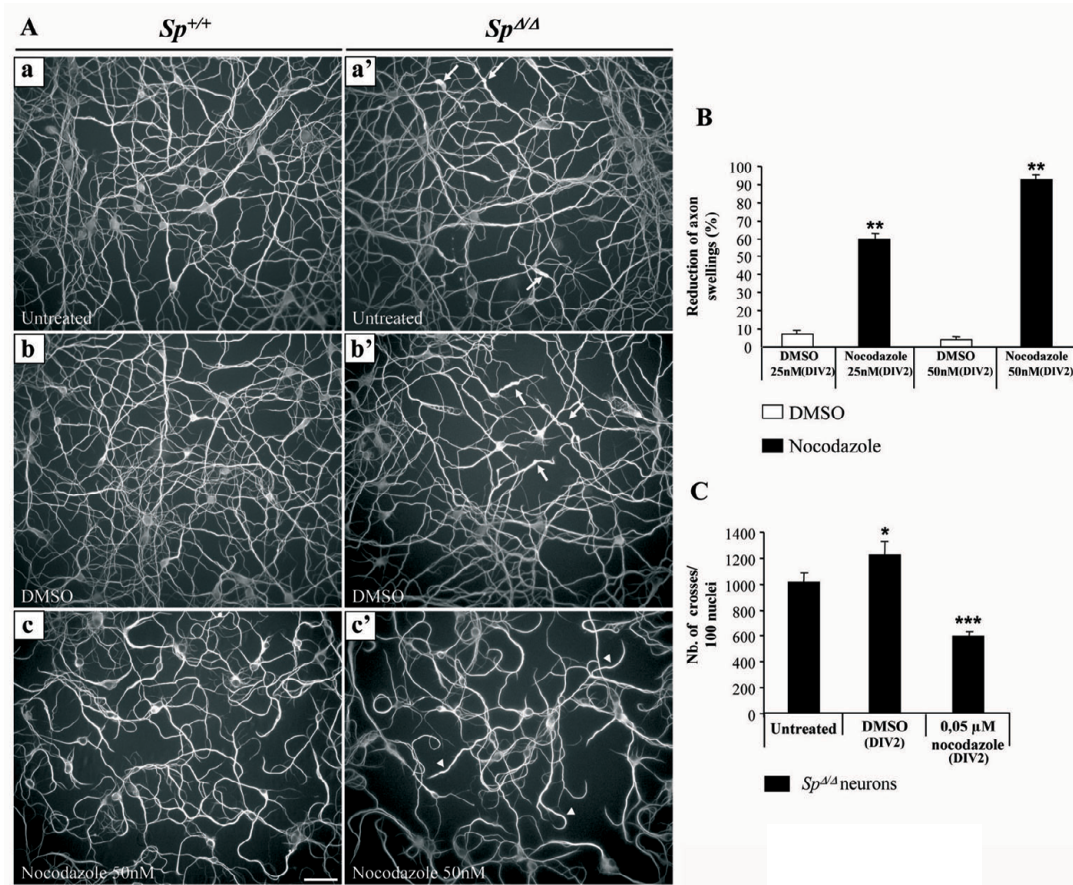 A
Sp+/+
SpΔ/Δ
a
Untreated
a'
Untreated
b
DMSO
b'
DMSO
c
Nocodazole 50nM
c'
Nocodazole 50nM
B
Reduction of axon
swellings (%)
100
90
80
70
60
50
40
30
20
10
0
**
**
DMSO
25nM(DIV2)
Nocodazole
25nM(DIV2)
DMSO
50nM(DIV2)
Nocodazole
50nM(DIV2)
DMSO
Nocodazole
C
Nb. of crosses/
100 nuclei
1400
1200
1000
800
600
400
200
0
*
***
Untreated
DMSO
(DIV2)
0,05 µM
nocodazole
(DIV2)
SpΔ/Δ neurons